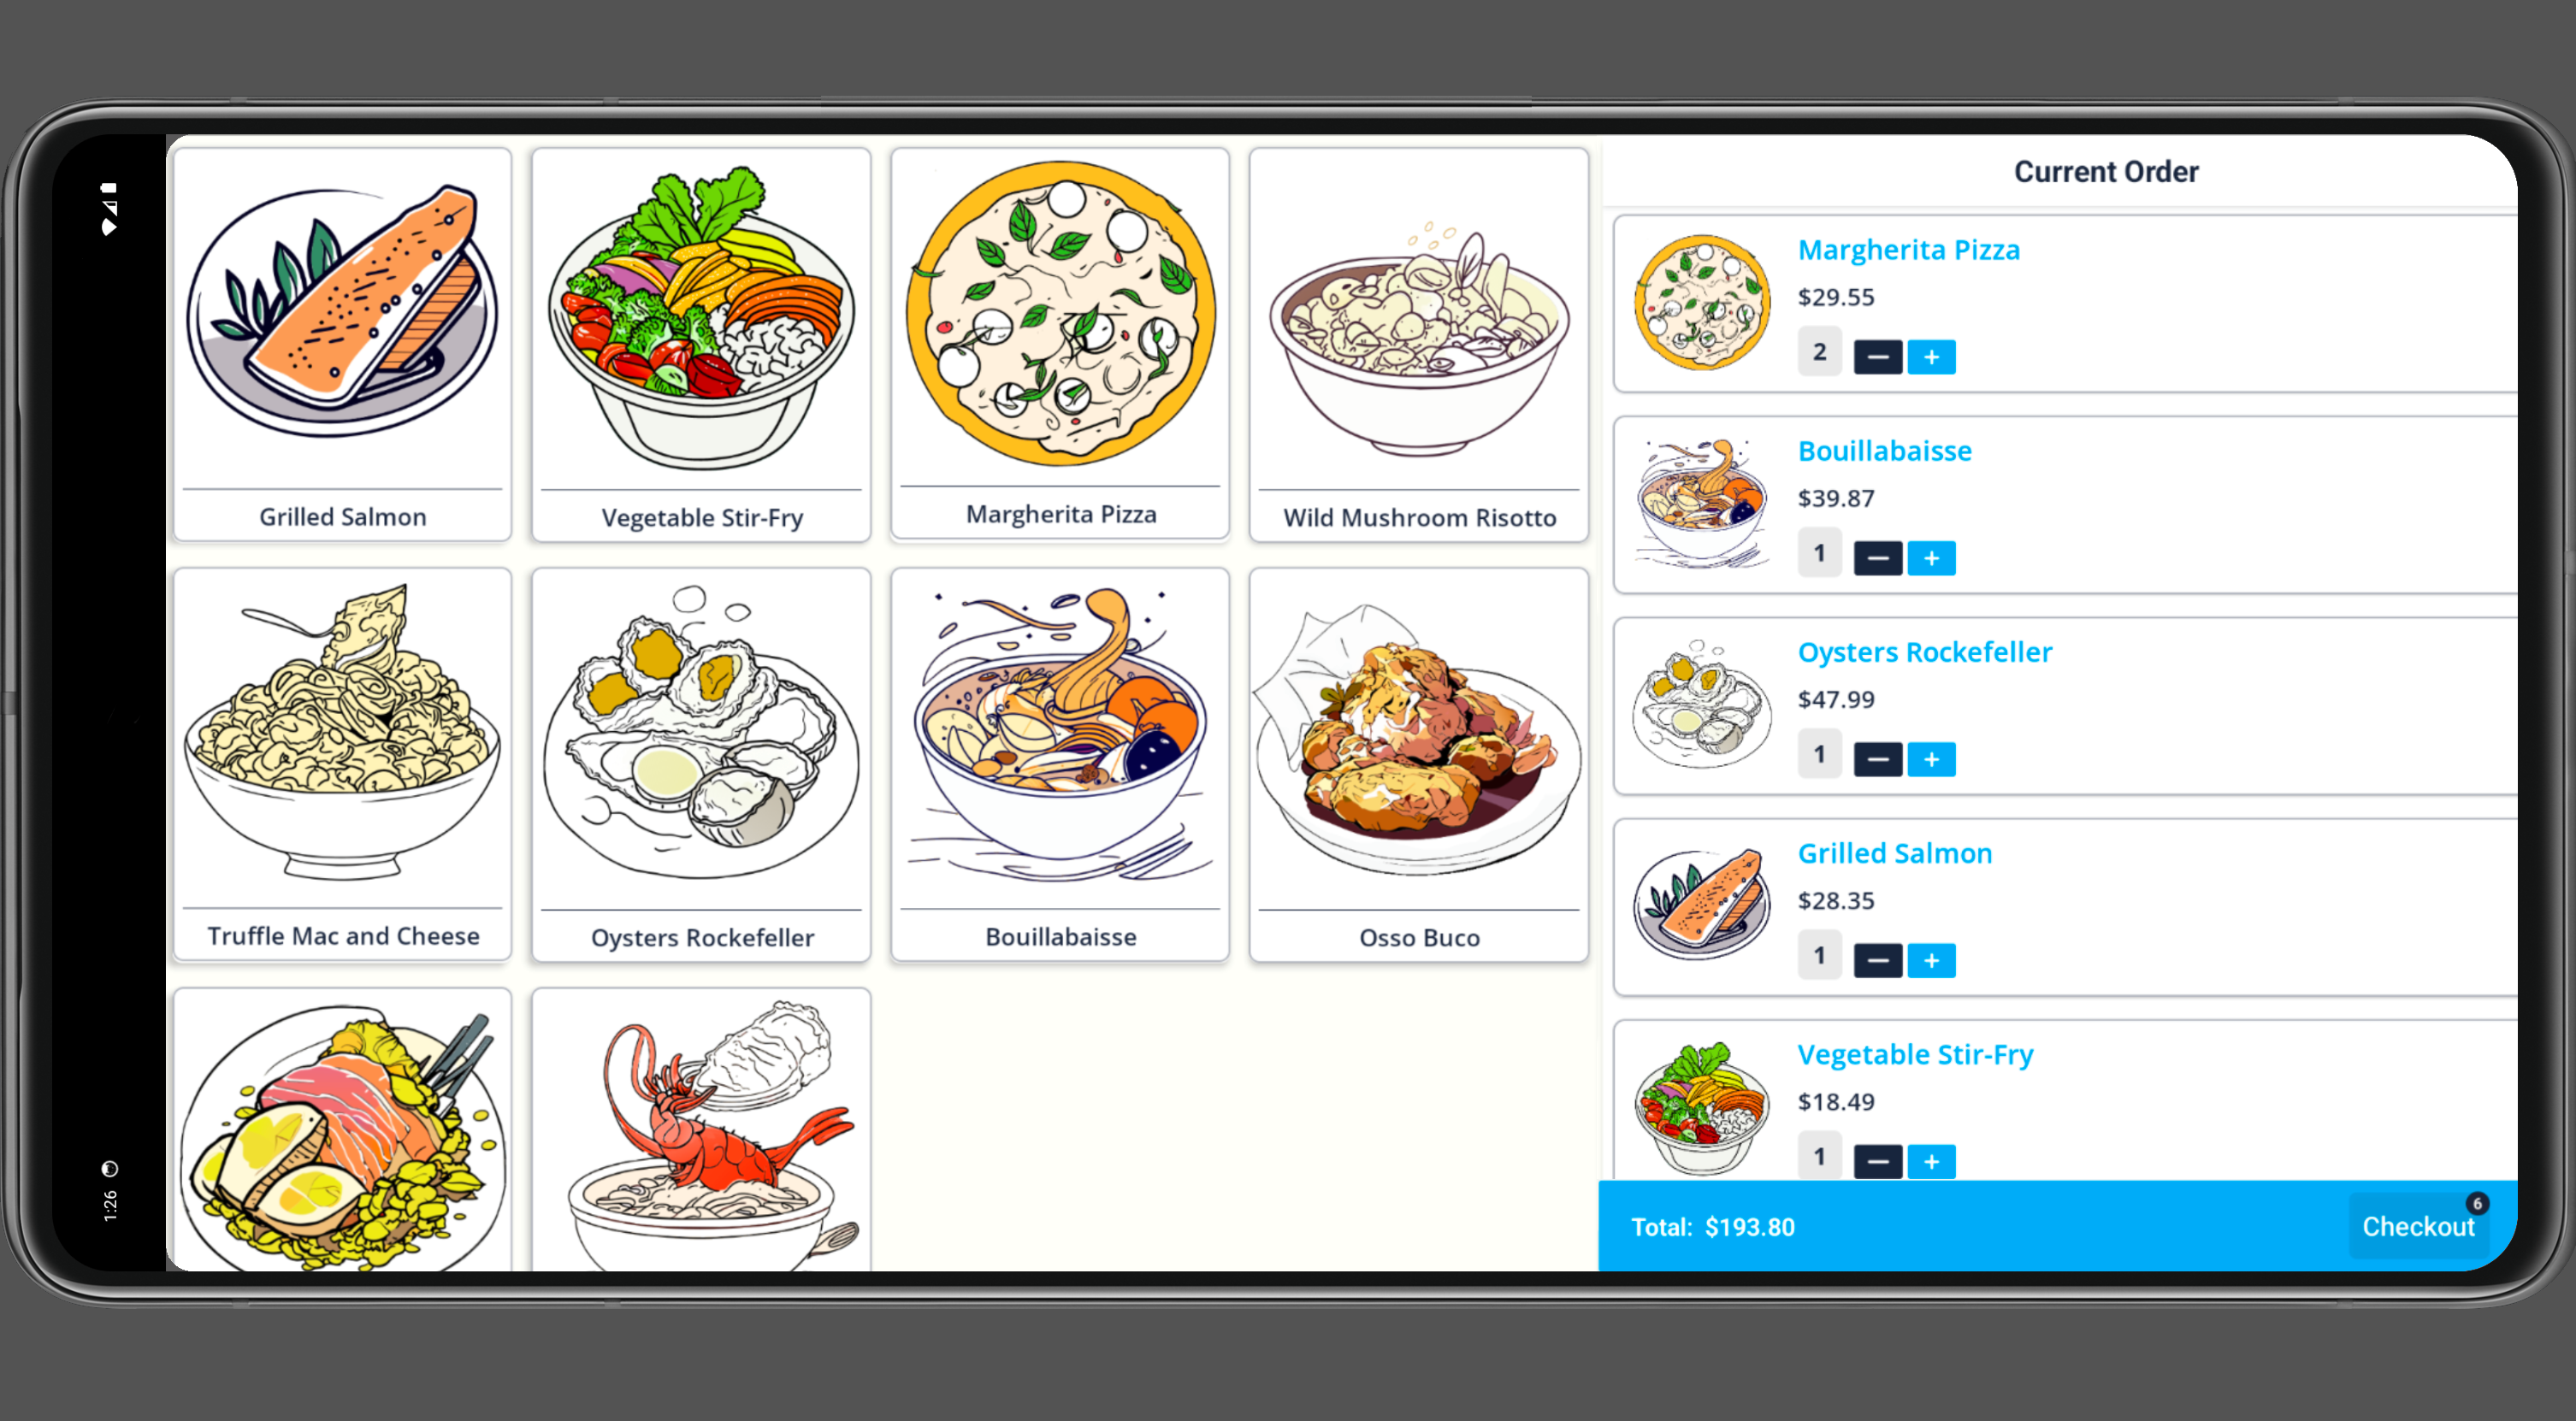 1:26
Grilled Salmon
Vegetable Stir-Fry
Margherita Pizza
Wild Mushroom Risotto
Truffle Mac and Cheese
Oysters Rockefeller
Bouillabaisse
Osso Buco
Current Order
Margherita Pizza
$29.55
2 − +
Bouillabaisse
$39.87
1 − +
Oysters Rockefeller
$47.99
1 − +
Grilled Salmon
$28.35
1 − +
Vegetable Stir-Fry
$18.49
1 − +
Total: $193.80
Checkout 6